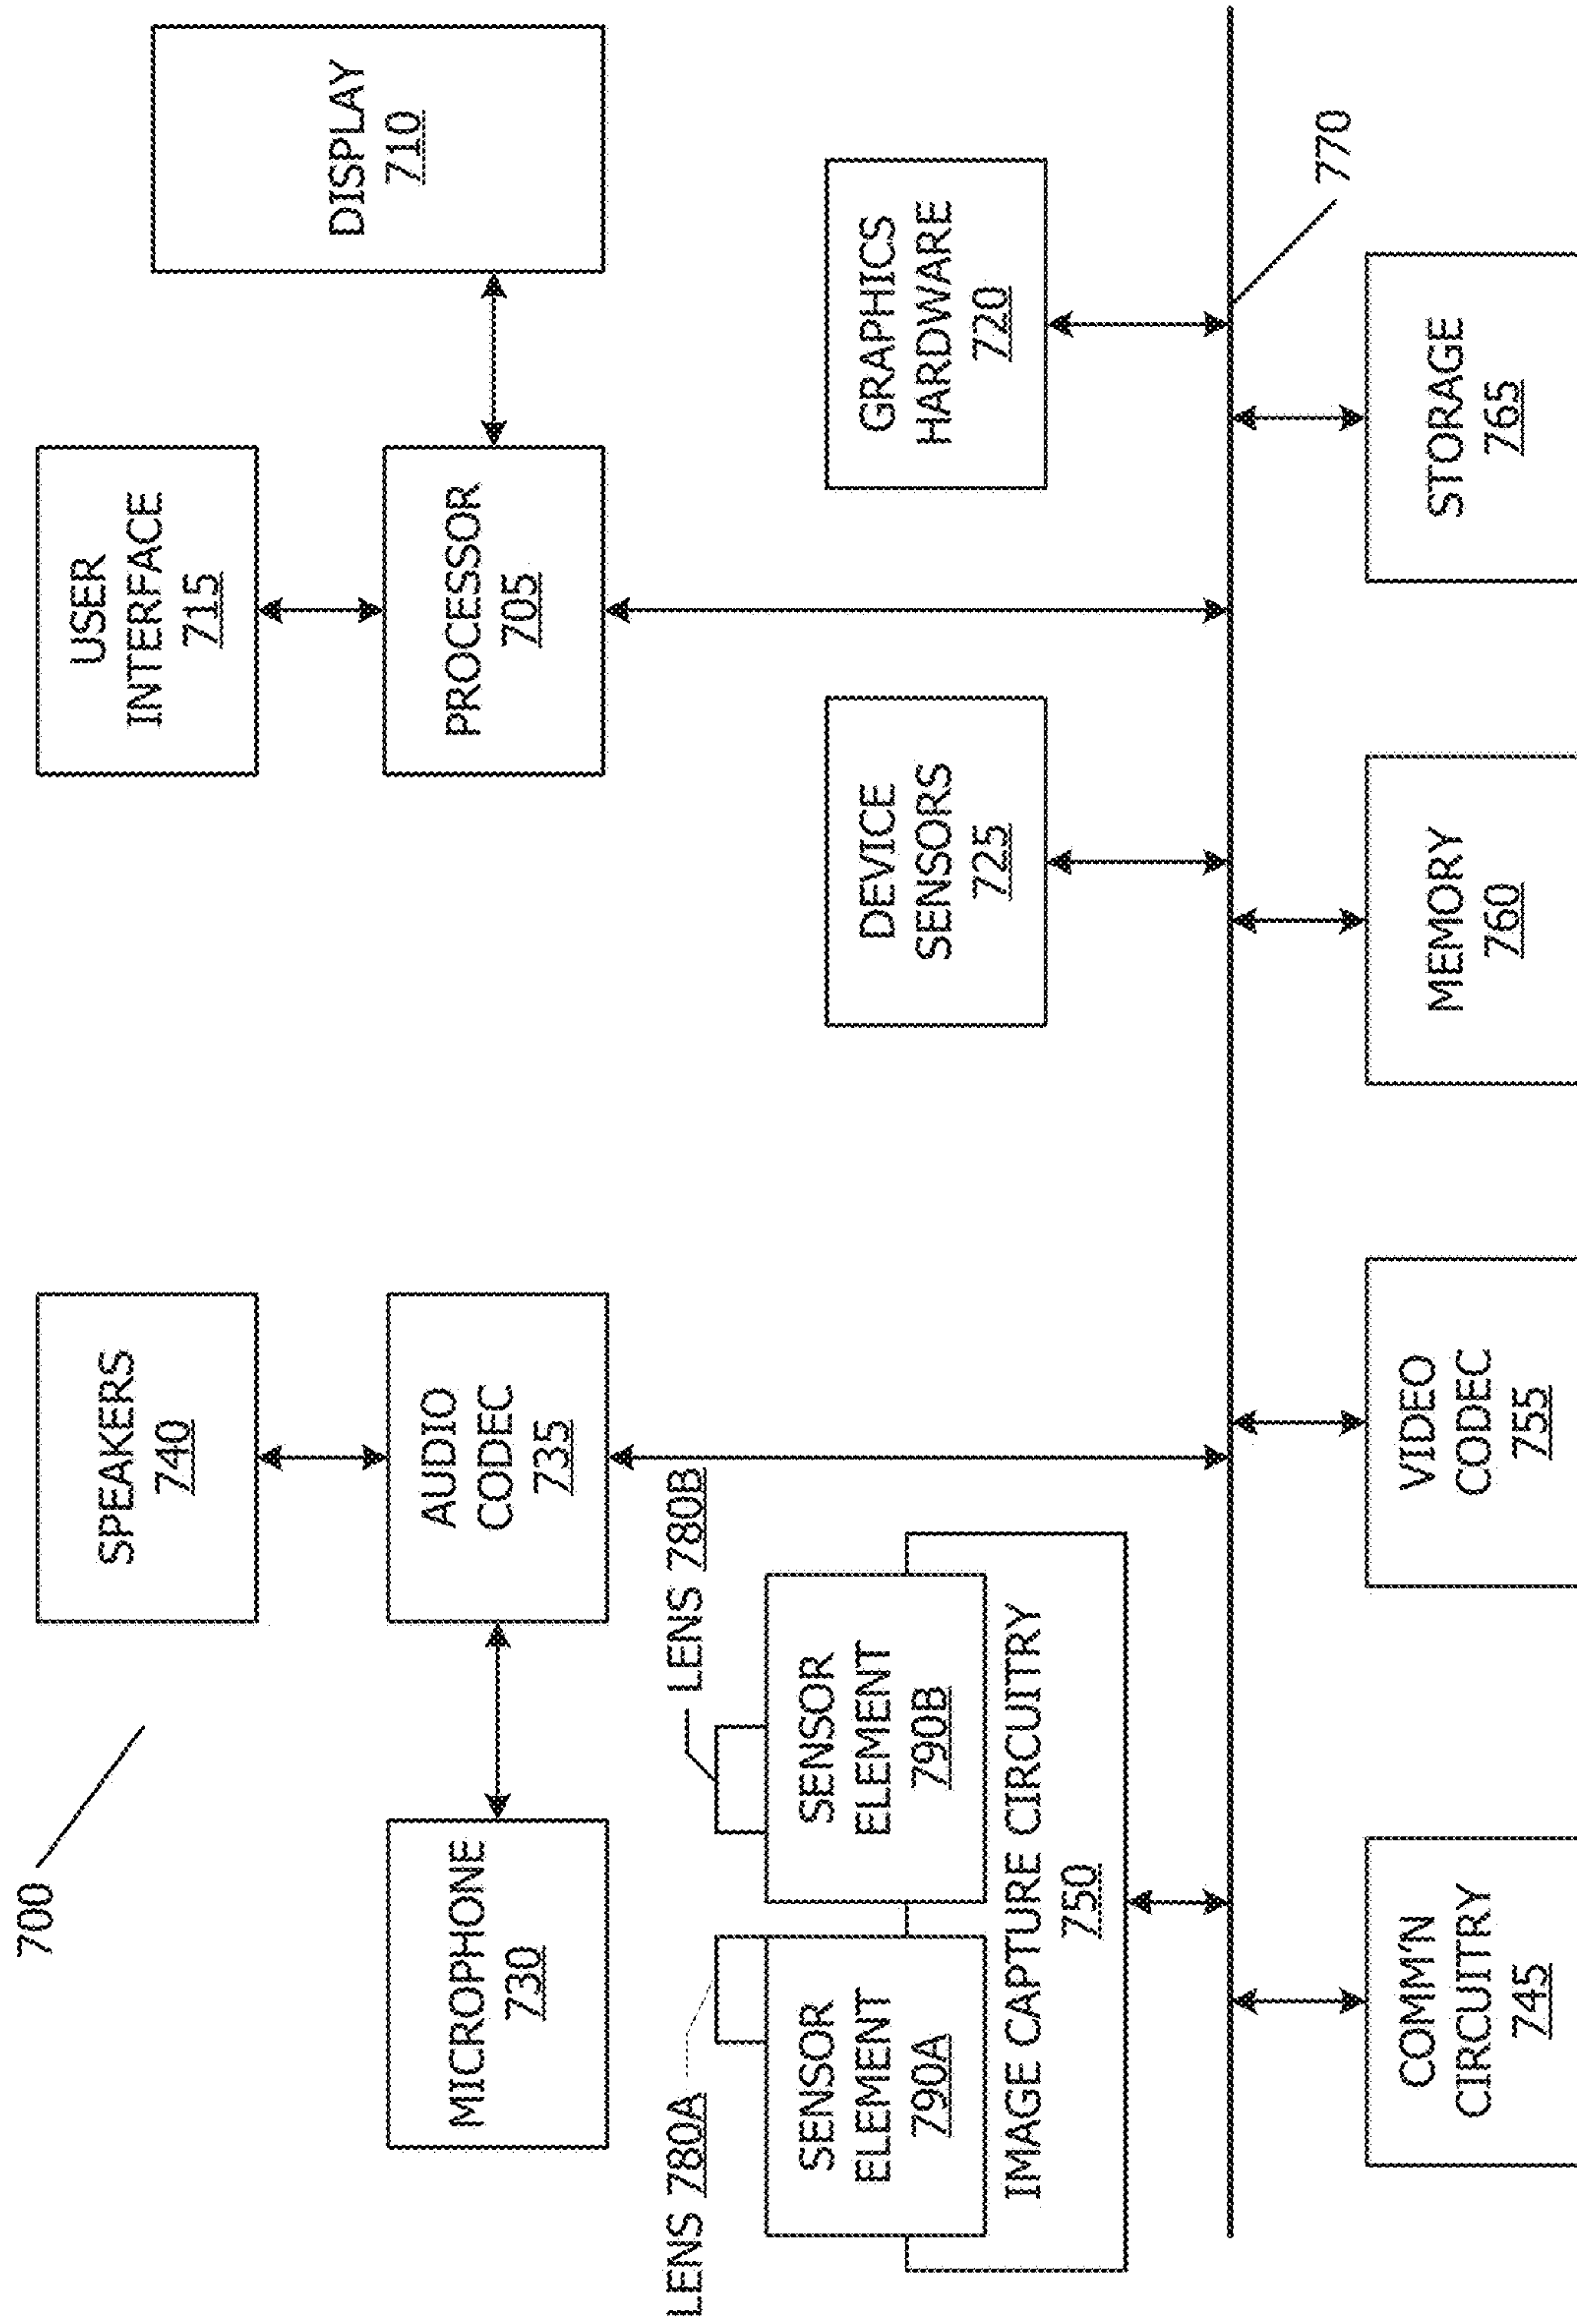 700
SPEAKERS
740
USER
INTERFACE
715
DISPLAY
710
MICROPHONE
730
AUDIO
CODEC
735
PROCESSOR
705
LENS 780A
LENS 780B
SENSOR
ELEMENT
790A
SENSOR
ELEMENT
790B
IMAGE CAPTURE CIRCUITRY
750
DEVICE
SENSORS
725
GRAPHICS
HARDWARE
720
770
COMM'N
CIRCUITRY
745
VIDEO
CODEC
755
MEMORY
760
STORAGE
765